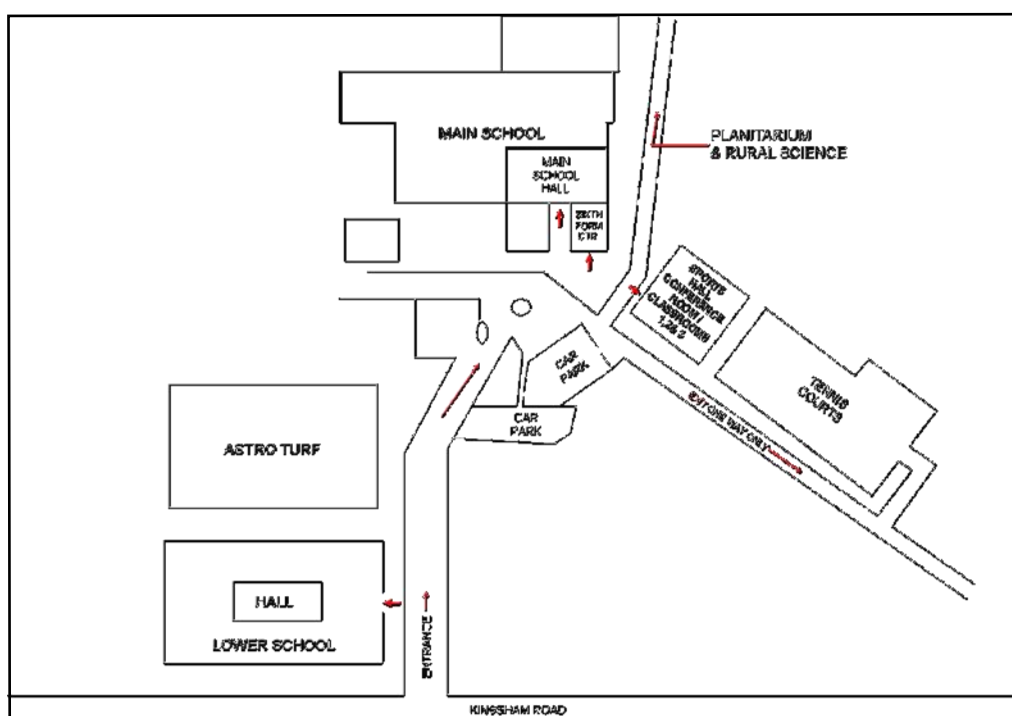 MAIN SCHOOL
PLANITARIUM
& RURAL SCIENCE
MAIN
SCHOOL
HALL
SIXTH
FORM
CTR
SPORTS
HALL
CONFERENCE
ROOM /
CLASSROOMS
1,2& 3
CAR
PARK
TENNIS
COURTS
CAR
PARK
EXIT ONE WAY ONLY
ASTRO TURF
HALL
LOWER SCHOOL
ENTRANCE
KINGSHAM ROAD